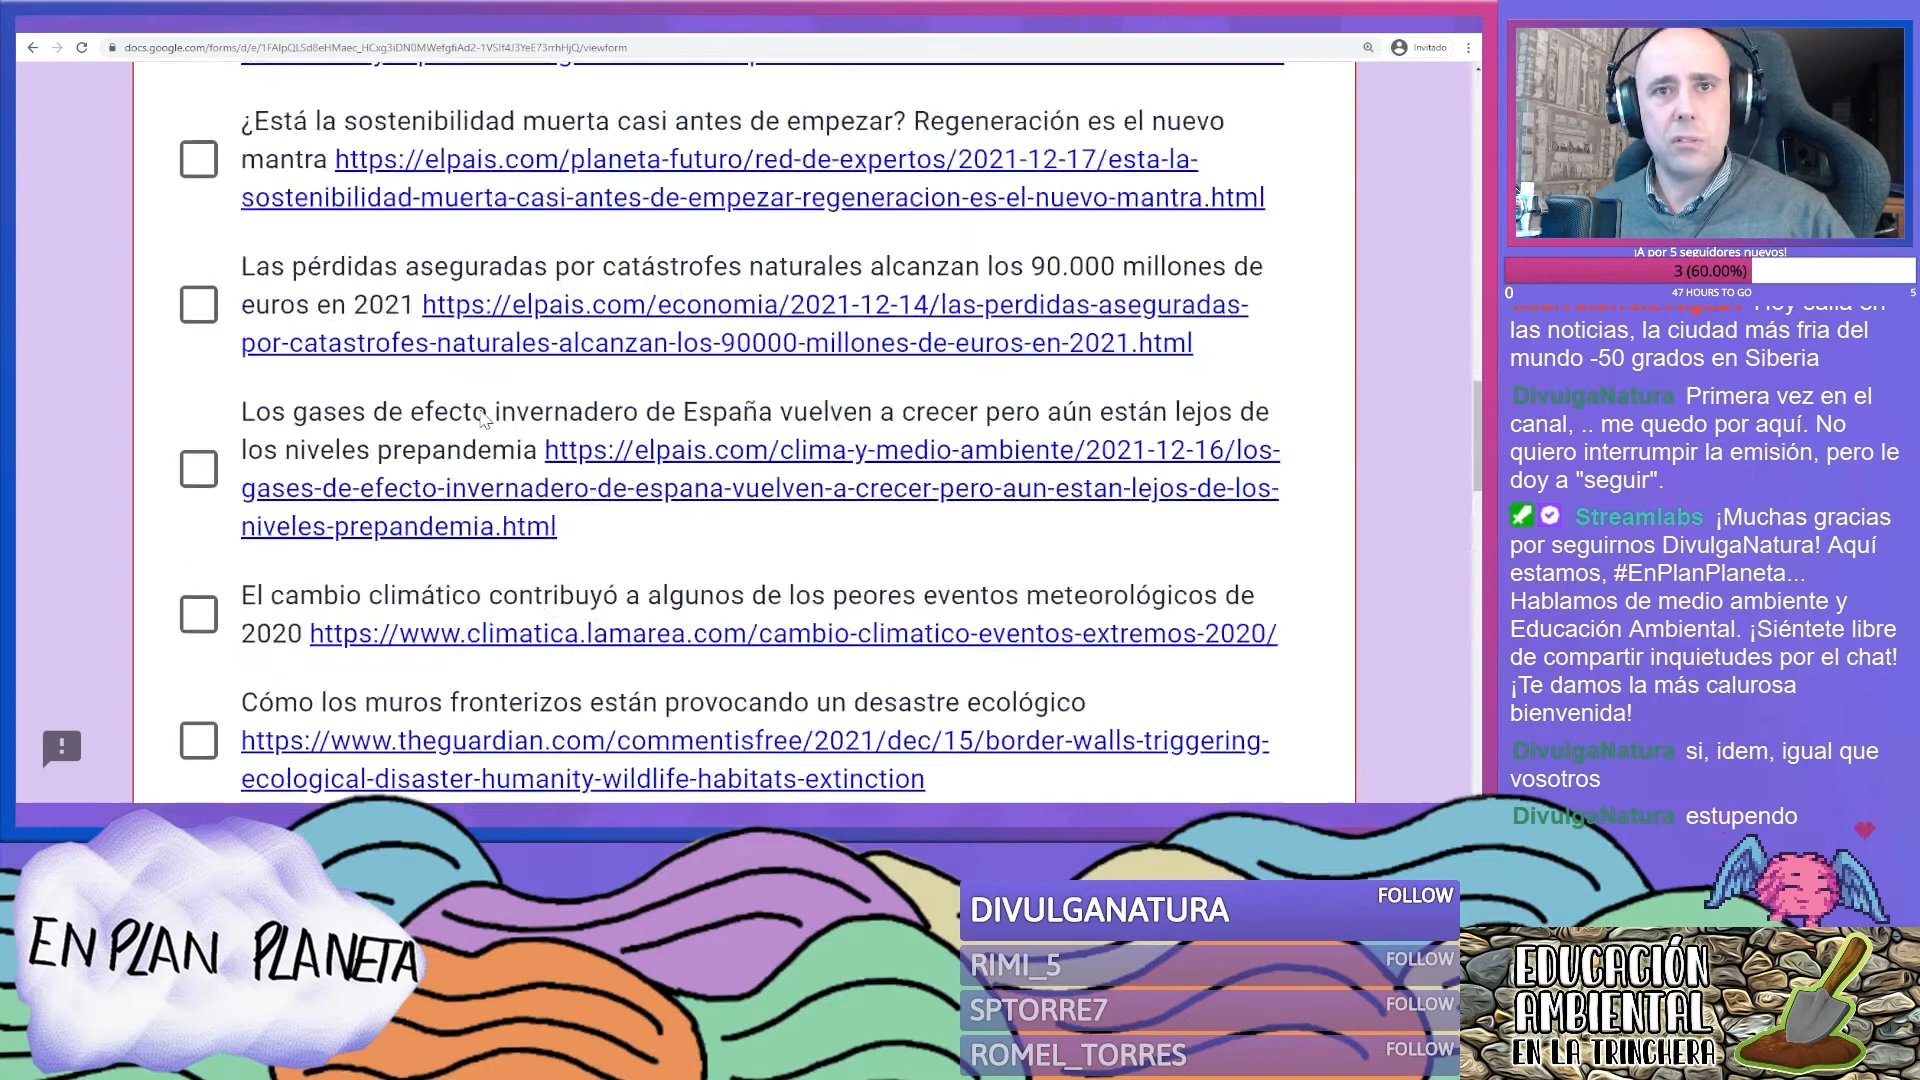 docs.google.com/forms/d/e/1FAIpQLSd8eHMaec_HCxg3iDN0MWefgfiAd2-1VSlf4J3YeE73rrhHjQ/viewform
Invitado
¿Está la sostenibilidad muerta casi antes de empezar? Regeneración es el nuevo
mantra https://elpais.com/planeta-futuro/red-de-expertos/2021-12-17/esta-la-
sostenibilidad-muerta-casi-antes-de-empezar-regeneracion-es-el-nuevo-mantra.html
Las pérdidas aseguradas por catástrofes naturales alcanzan los 90.000 millones de
euros en 2021 https://elpais.com/economia/2021-12-14/las-perdidas-aseguradas-
por-catastrofes-naturales-alcanzan-los-90000-millones-de-euros-en-2021.html
Los gases de efecto invernadero de España vuelven a crecer pero aún están lejos de
los niveles prepandemia https://elpais.com/clima-y-medio-ambiente/2021-12-16/los-
gases-de-efecto-invernadero-de-espana-vuelven-a-crecer-pero-aun-estan-lejos-de-los-
niveles-prepandemia.html
El cambio climático contribuyó a algunos de los peores eventos meteorológicos de
2020 https://www.climatica.lamarea.com/cambio-climatico-eventos-extremos-2020/
Cómo los muros fronterizos están provocando un desastre ecológico
https://www.theguardian.com/commentisfree/2021/dec/15/border-walls-triggering-
ecological-disaster-humanity-wildlife-habitats-extinction
¡A por 5 seguidores nuevos!
3 (60.00%)
0 47 HOURS TO GO 5
Hoy salía en
las noticias, la ciudad más fria del
mundo -50 grados en Siberia
DivulgaNatura Primera vez en el
canal, .. me quedo por aquí. No
quiero interrumpir la emisión, pero le
doy a "seguir".
Streamlabs ¡Muchas gracias
por seguirnos DivulgaNatura! Aquí
estamos, #EnPlanPlaneta...
Hablamos de medio ambiente y
Educación Ambiental. ¡Siéntete libre
de compartir inquietudes por el chat!
¡Te damos la más calurosa
bienvenida!
DivulgaNatura si, idem, igual que
vosotros
DivulgaNatura estupendo
EN PLAN PLANETA
DIVULGANATURA FOLLOW
RIMI_5 FOLLOW
SPTORRE7 FOLLOW
ROMEL_TORRES FOLLOW
EDUCACIÓN
AMBIENTAL
EN LA TRINCHERA